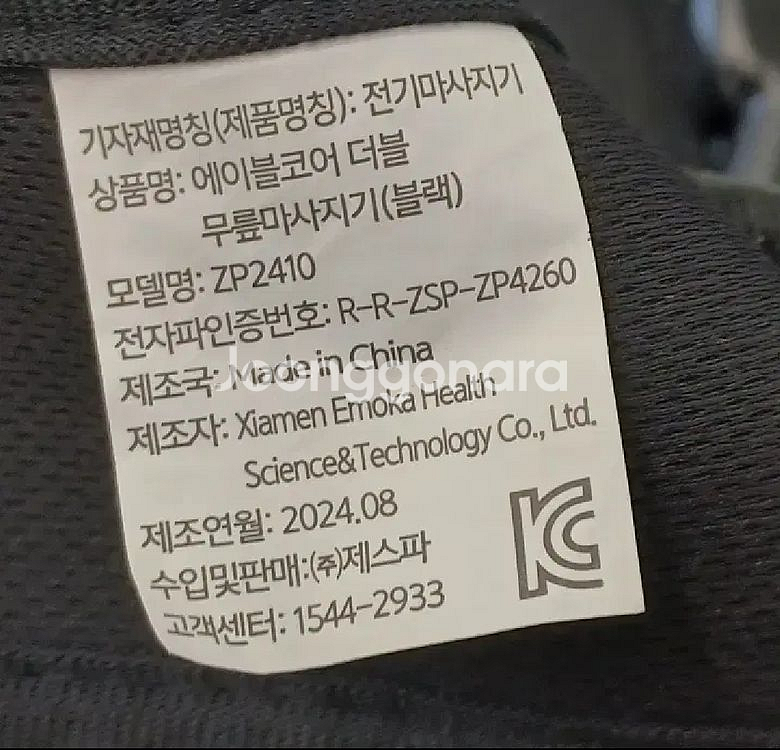 기자재명칭(제품명칭): 전기마사지기
상품명: 에이블코어 더블
무릎마사지기(블랙)
모델명: ZP2410
전자파인증번호: R-R-ZSP-ZP4260
제조국: Made in China
Joonggonara
제조자: Xiamen Emoka Health
Science&Technology Co., Ltd.
제조연월: 2024.08
수입및판매:(주)제스파
고객센터: 1544-2933
KC